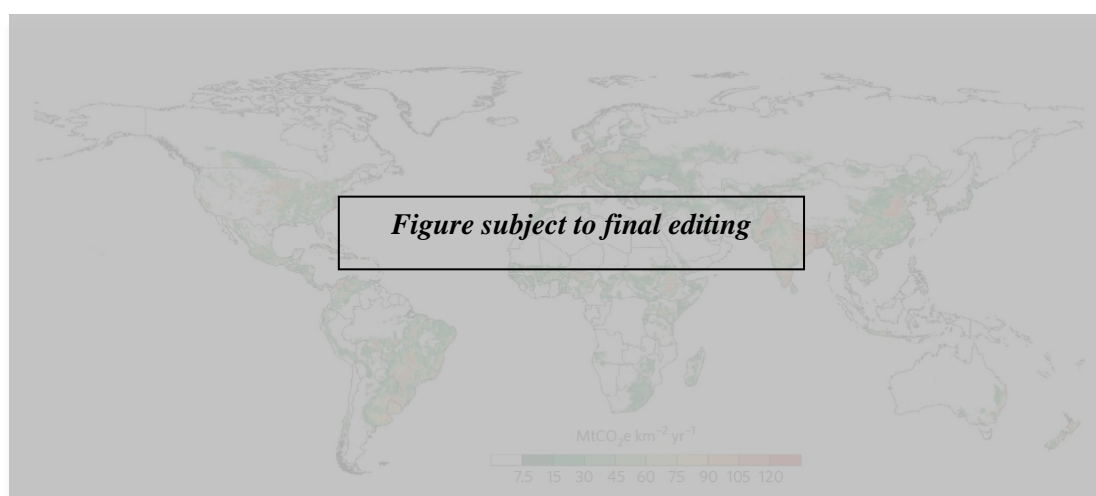 Figure subject to final editing
MtCO₂e km⁻² yr⁻¹
7.5 15 30 45 60 75 90 105 120